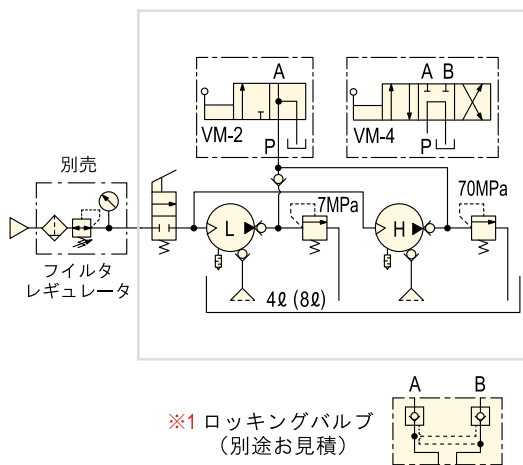 A
A B
VM-2
VM-4
P
P
別売
7MPa
70MPa
L
H
フイルタ
レギュレータ
4ℓ (8ℓ)
A
B
※1 ロッキングバルブ
（別途お見積）